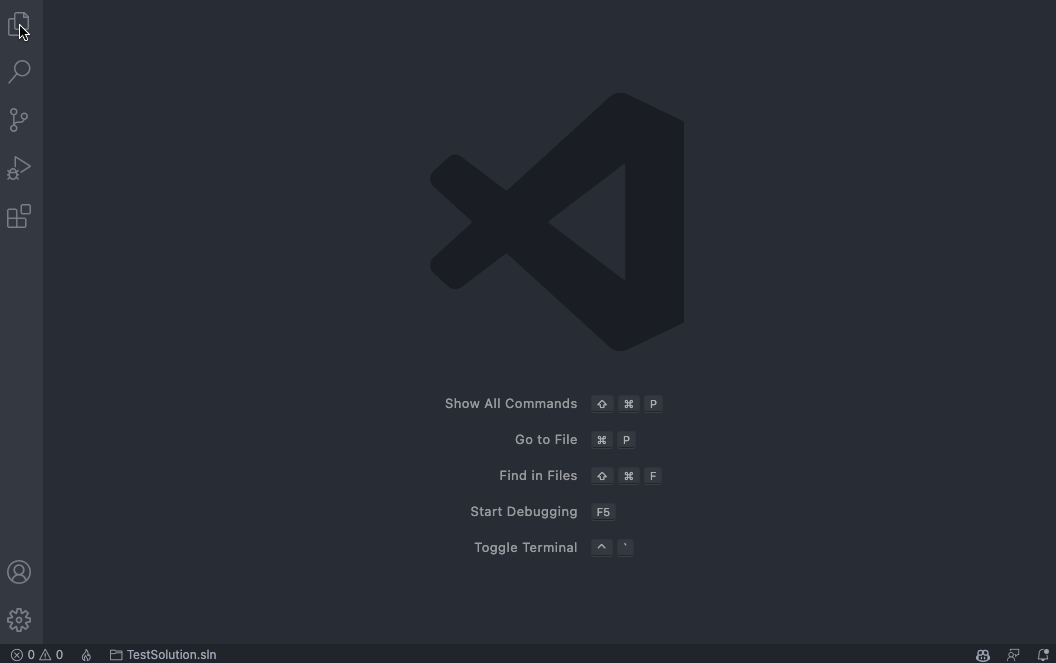 Show All Commands ⇧ ⌘ P
Go to File ⌘ P
Find in Files ⇧ ⌘ F
Start Debugging F5
Toggle Terminal ^ `
0 0 TestSolution.sln